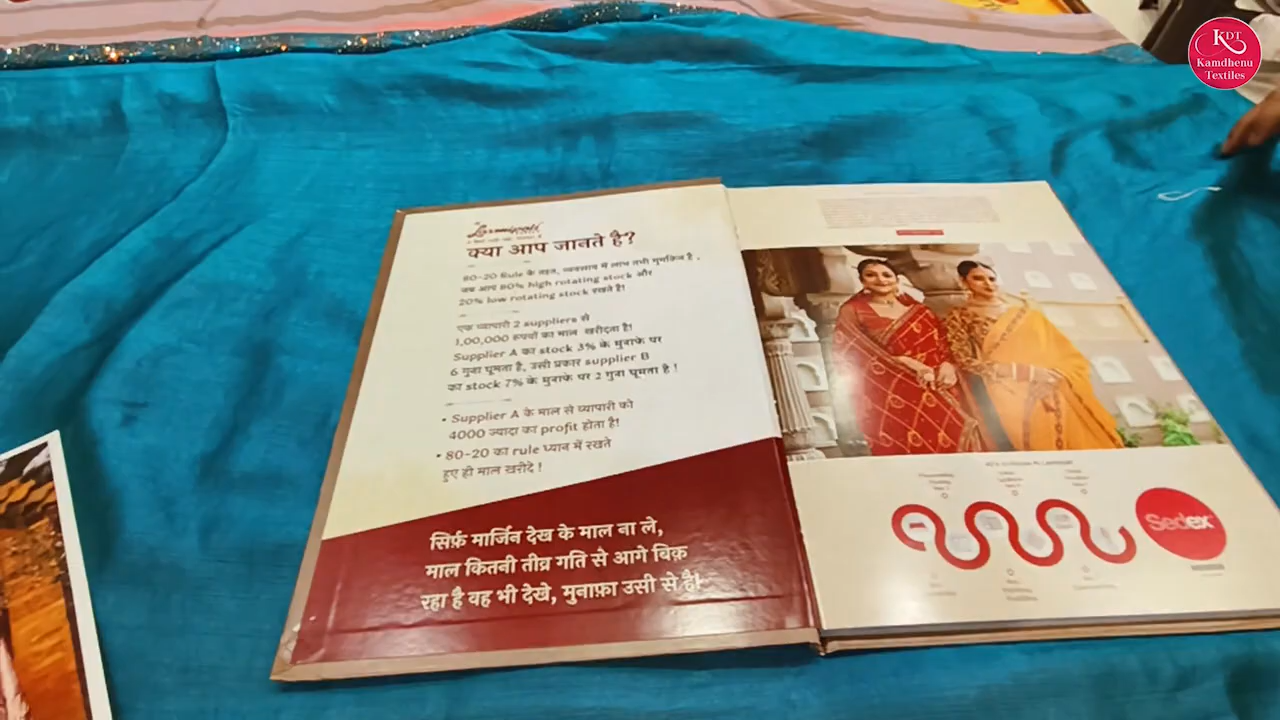 KDT
Kamdhenu
Textiles
Laxmipati
क्या आप जानते है?
80-20 Rule के तहत, व्यवसाय में लाभ तभी मुमकिन है,
जब आप 80% high rotating stock और
20% low rotating stock रखते है!
एक व्यापारी 2 suppliers से
1,00,000 रुपयों का माल खरीदता है!
Supplier A का stock 3% के मुनाफे पर
6 गुना घूमता है, उसी प्रकार supplier B
का stock 7% के मुनाफे पर 2 गुना घूमता है !
• Supplier A के माल से व्यापारी को
4000 ज्यादा का profit होता है!
• 80-20 का rule ध्यान में रखते
हुए ही माल खरीदे !
सिर्फ़ मार्जिन देख के माल ना ले,
माल कितनी तीव्र गति से आगे बिक़
रहा है वह भी देखे, मुनाफ़ा उसी से है!
Sedex